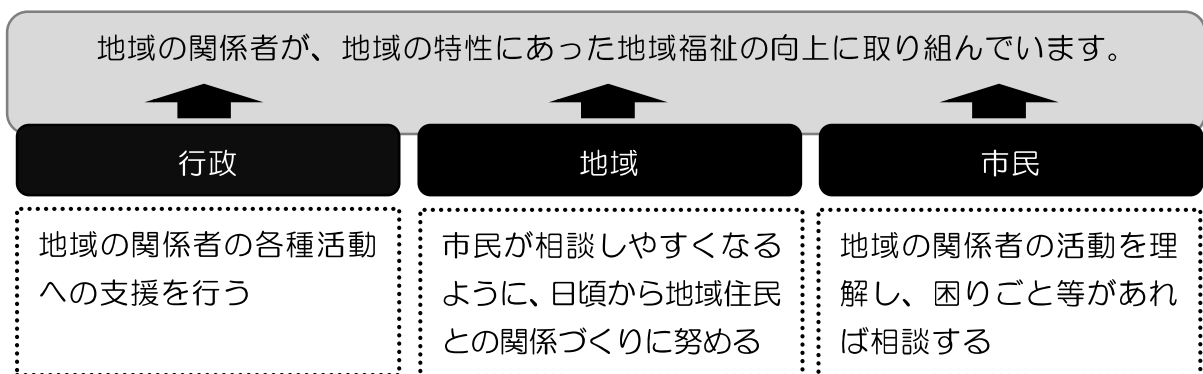 地域の関係者が、地域の特性にあった地域福祉の向上に取り組んでいます。
行政
地域
市民
地域の関係者の各種活動
への支援を行う
市民が相談しやすくなる
ように、日頃から地域住民
との関係づくりに努める
地域の関係者の活動を理
解し、困りごと等があれ
ば相談する